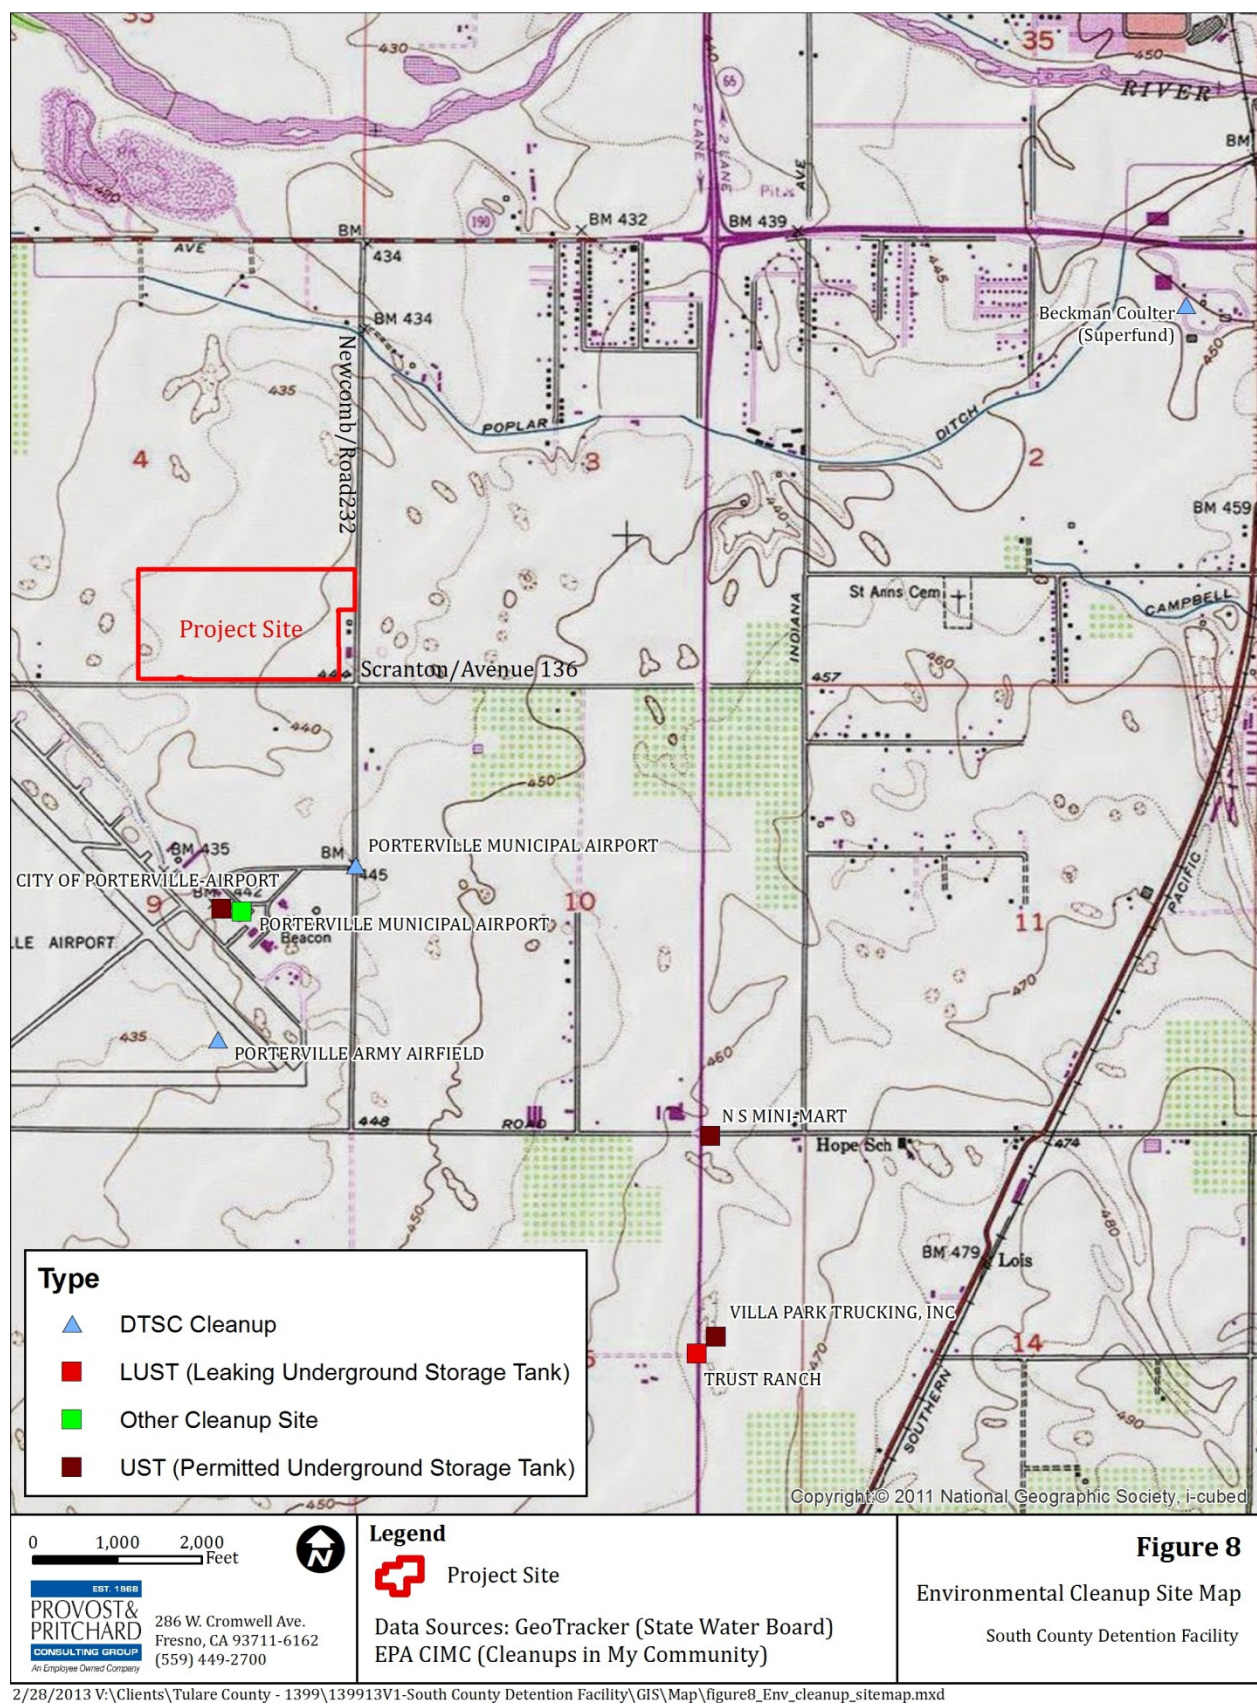 33
430
65
35
450
RIVER
2 LANE
2 LANE
AVE
BM
Pits
190
BM 432
BM 439
AVE
BM
434
BM 434
445
Beckman Coulter
(Superfund)
450
435
Newcomb/Road232
POPLAR
DITCH
4
3
2
440
BM 459
Project Site
St Anns Cem
CAMPBELL
INDIANA
444
Scranton/Avenue 136
460
457
440
450
BM 435
BM
PORTERVILLE MUNICIPAL AIRPORT
445
CITY OF PORTERVILLE-AIRPORT
BM 442
9
10
11
PORTERVILLE MUNICIPAL AIRPORT
LE AIRPORT
Beacon
PACIFIC
470
435
PORTERVILLE ARMY AIRFIELD
460
N S MINI-MART
448
ROAD
Hope Sch
474
450
480
BM 479
Lois
VILLA PARK TRUCKING, INC
14
TRUST RANCH
470
490
SOUTHERN
450
Type
DTSC Cleanup
LUST (Leaking Underground Storage Tank)
Other Cleanup Site
UST (Permitted Underground Storage Tank)
Copyright:© 2011 National Geographic Society, i-cubed
0 1,000 2,000
Feet
N
EST. 1968
PROVOST&
PRITCHARD
CONSULTING GROUP
An Employee Owned Company
286 W. Cromwell Ave.
Fresno, CA 93711-6162
(559) 449-2700
Legend
Project Site
Data Sources: GeoTracker (State Water Board)
EPA CIMC (Cleanups in My Community)
Figure 8
Environmental Cleanup Site Map
South County Detention Facility
2/28/2013 V:\Clients\Tulare County - 1399\139913V1-South County Detention Facility\GIS\Map\figure8_Env_cleanup_sitemap.mxd